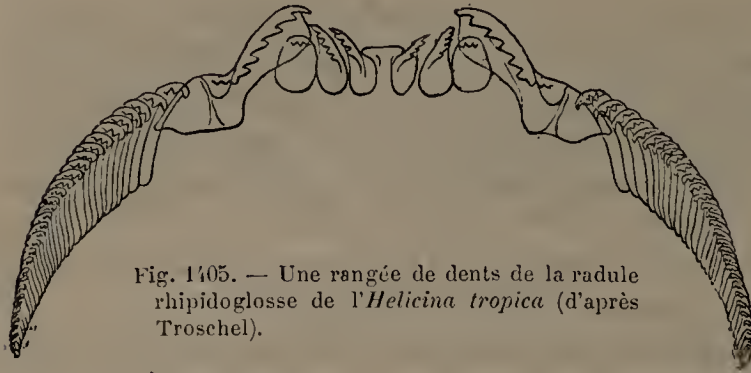 Fig. 1405. — Une rangée de dents de la radule
rhipidoglosse de l'Helicina tropica (d'après
Troschel).